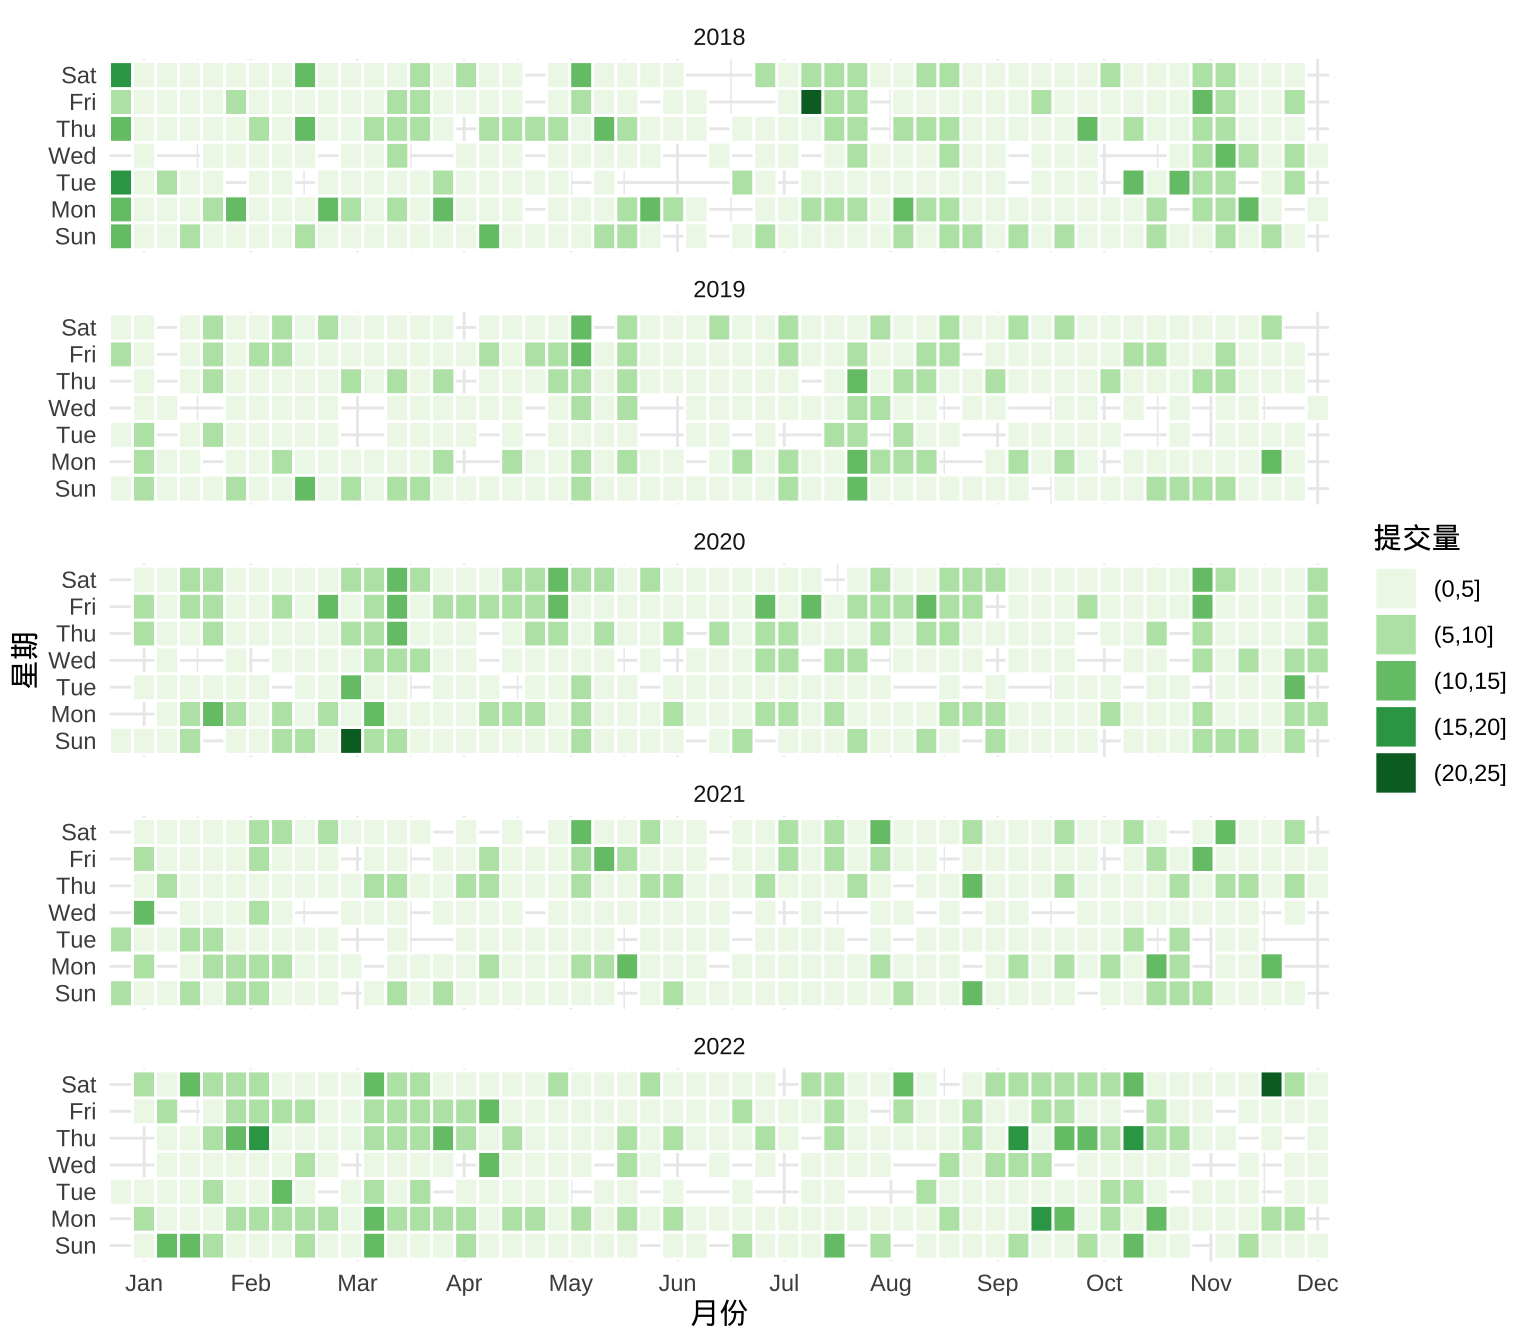 2018
Sat
Fri
Thu
Wed
Tue
Mon
Sun
2019
Sat
Fri
Thu
Wed
Tue
Mon
Sun
2020
Sat
Fri
Thu
Wed
Tue
Mon
Sun
2021
Sat
Fri
Thu
Wed
Tue
Mon
Sun
2022
Sat
Fri
Thu
Wed
Tue
Mon
Sun
Jan Feb Mar Apr May Jun Jul Aug Sep Oct Nov Dec
月份
星期
提交量
(0,5]
(5,10]
(10,15]
(15,20]
(20,25]